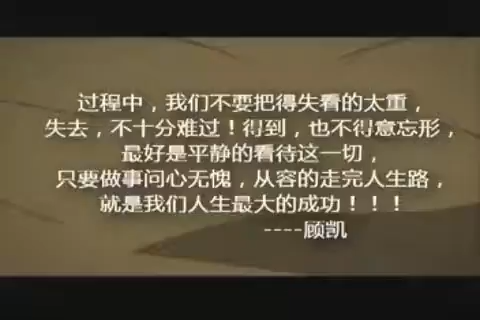 过程中，我们不要把得失看的太重，
失去，不十分难过！得到，也不得意忘形，
最好是平静的看待这一切，
只要做事问心无愧，从容的走完人生路，
就是我们人生最大的成功！！！
----顾凯